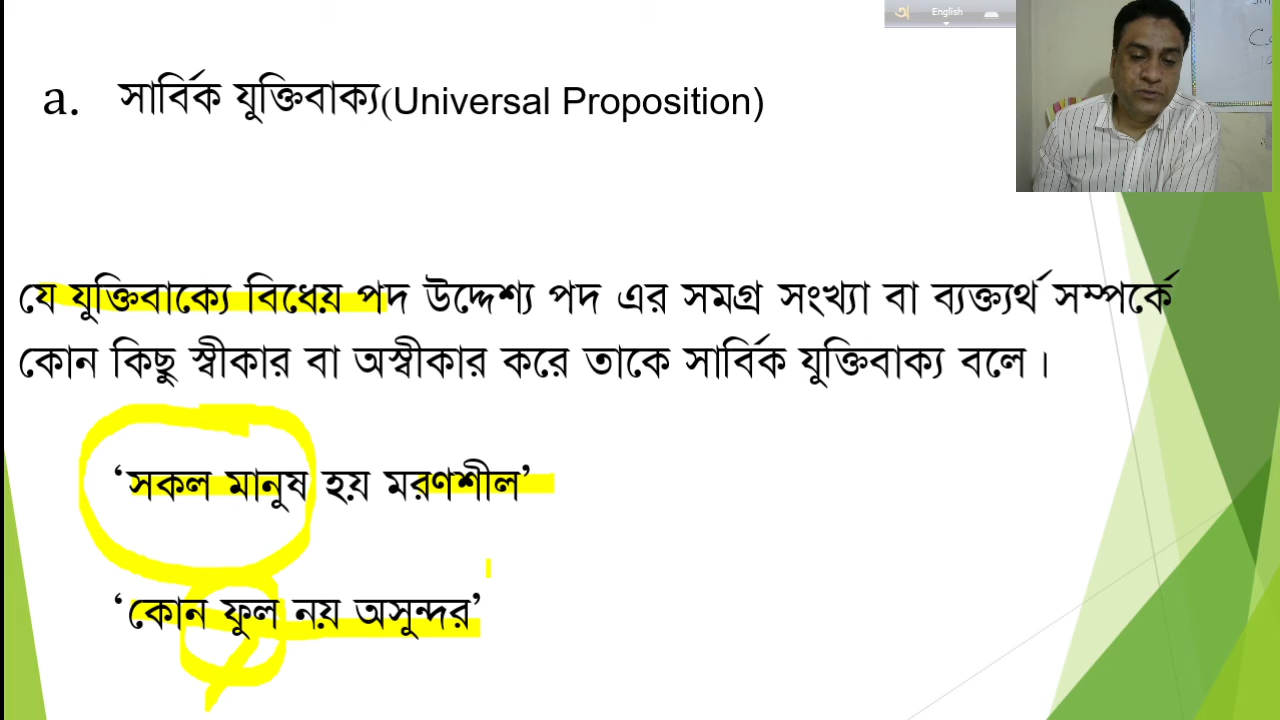 অ English
a. সার্বিক যুক্তিবাক্য(Universal Proposition)
যে যুক্তিবাক্যে বিধেয় পদ উদ্দেশ্য পদ এর সমগ্র সংখ্যা বা ব্যক্ত্যর্থ সম্পর্কে
কোন কিছু স্বীকার বা অস্বীকার করে তাকে সার্বিক যুক্তিবাক্য বলে।
‘সকল মানুষ হয় মরণশীল’
‘কোন ফুল নয় অসুন্দর’